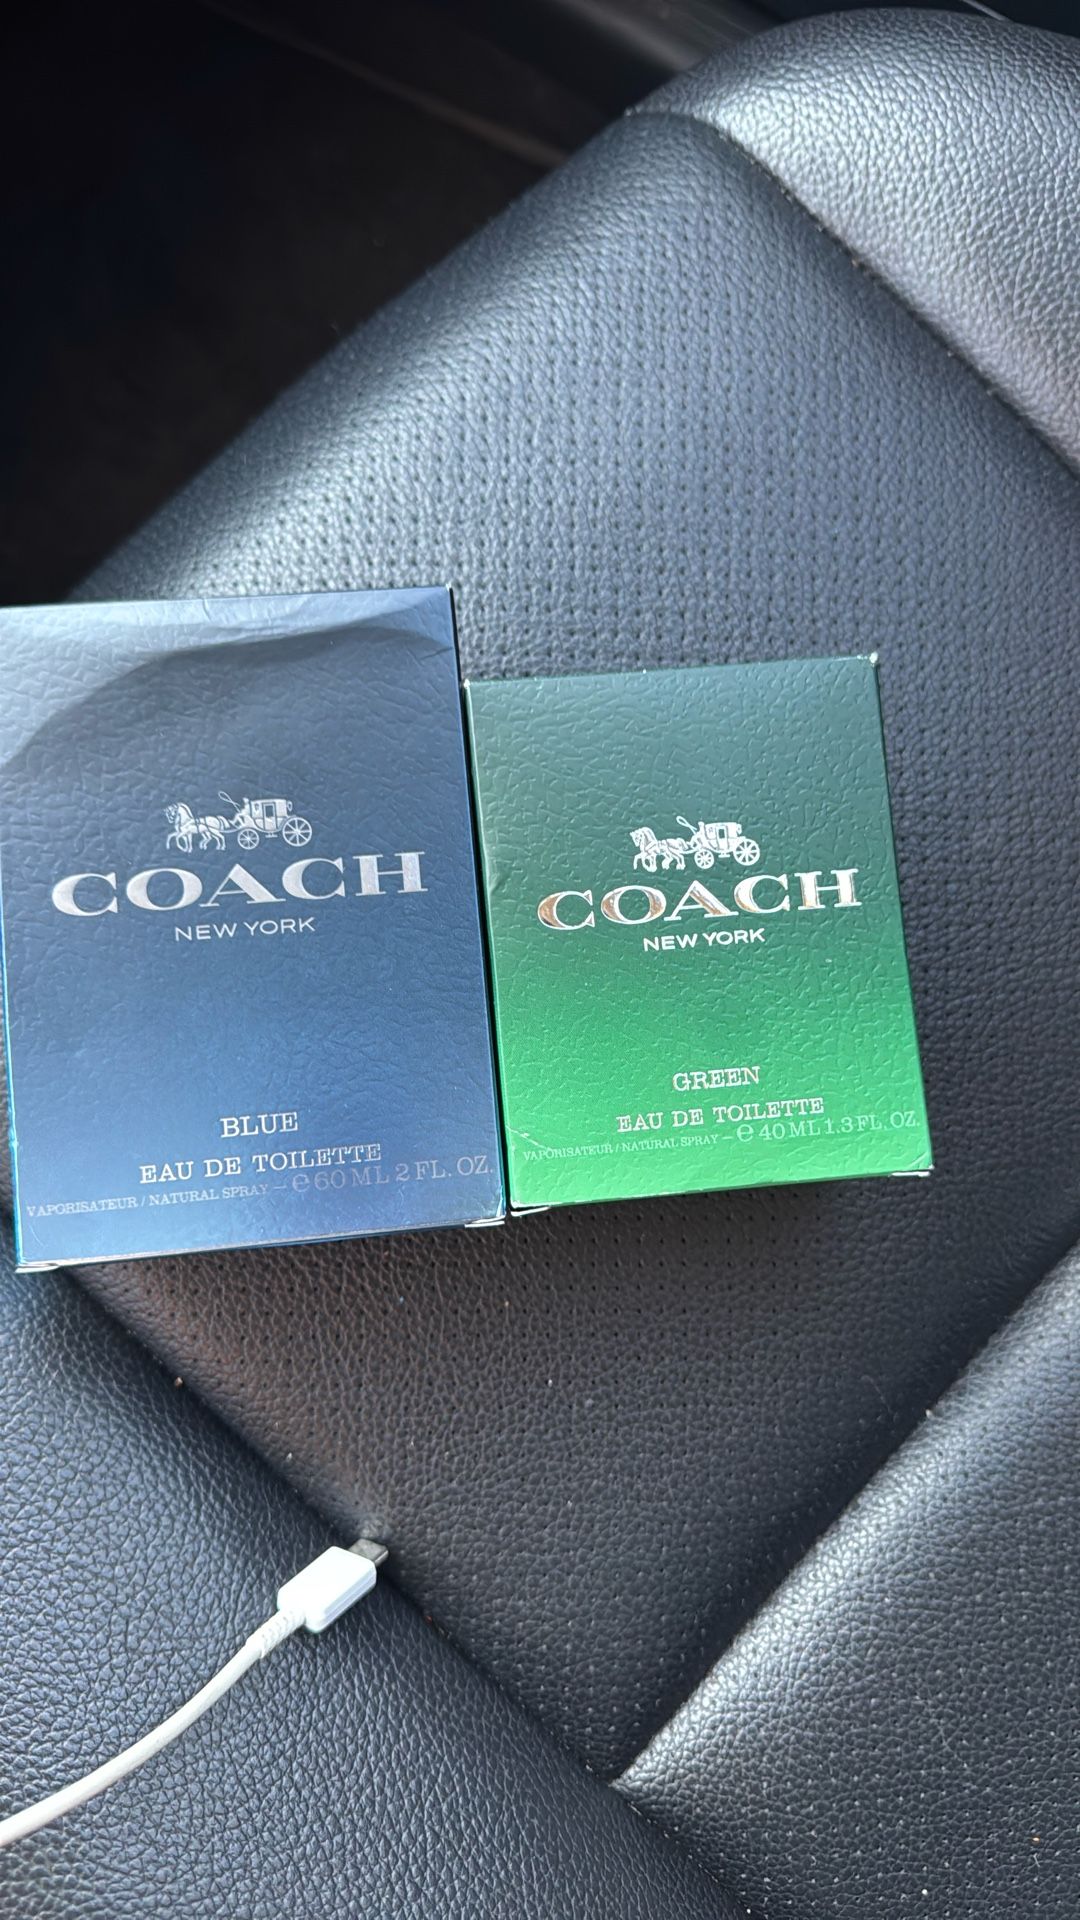 COACH
NEW YORK
BLUE
EAU DE TOILETTE
VAPORISATEUR / NATURAL SPRAY – ℮ 60 ML 2 FL. OZ.
COACH
NEW YORK
GREEN
EAU DE TOILETTE
VAPORISATEUR / NATURAL SPRAY – ℮ 40 ML 1.3 FL. OZ.